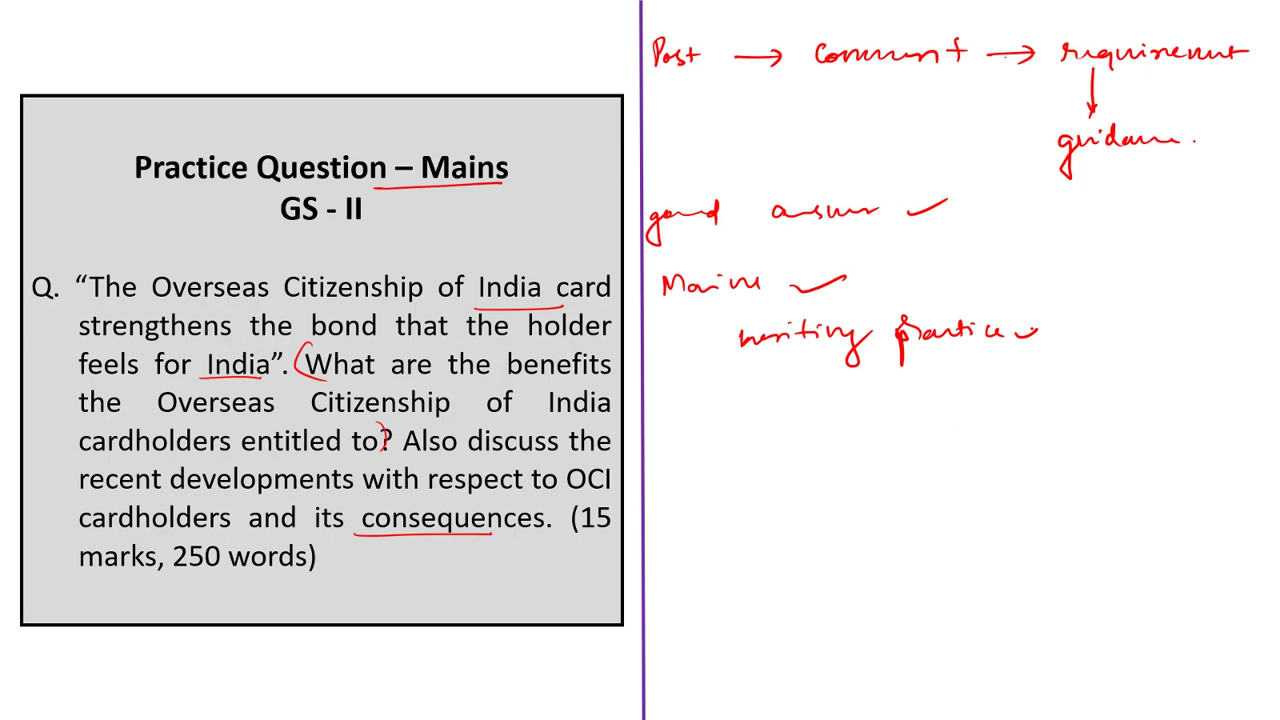 Practice Question – Mains
GS - II
Q. “The Overseas Citizenship of India card
strengthens the bond that the holder
feels for India”. (What are the benefits
the Overseas Citizenship of India
cardholders entitled to)? Also discuss the
recent developments with respect to OCI
cardholders and its consequences. (15
marks, 250 words)
Post → Comment → requirement
↓
guidance.
good answer ✓
Mains ✓
writing practice ✓